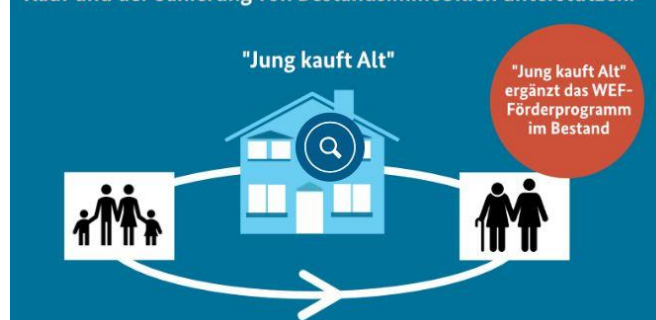 "Jung kauft Alt"
"Jung kauft Alt"
ergänzt das WEF-
Förderprogramm
im Bestand